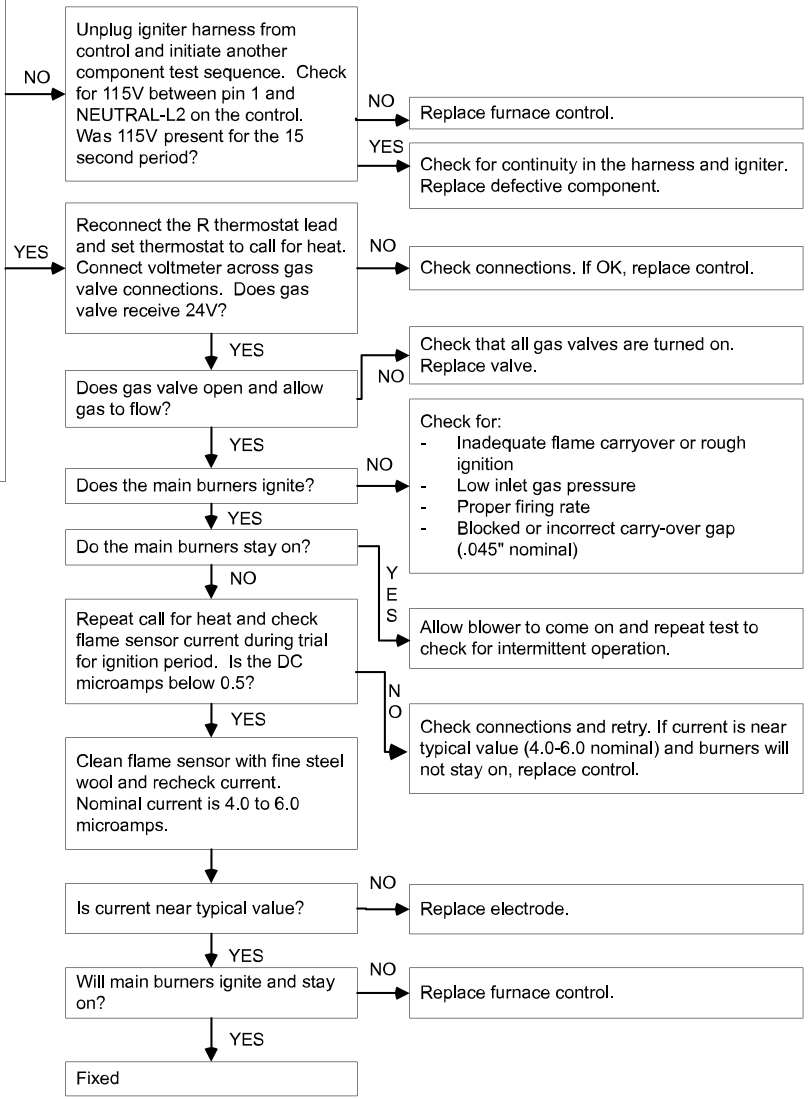 Unplug igniter harness from
control and initiate another
component test sequence. Check
for 115V between pin 1 and
NEUTRAL-L2 on the control.
Was 115V present for the 15
second period?
NO
NO
Replace furnace control.
YES
Check for continuity in the harness and igniter.
Replace defective component.
YES
Reconnect the R thermostat lead
and set thermostat to call for heat.
Connect voltmeter across gas
valve connections. Does gas
valve receive 24V?
NO
Check connections. If OK, replace control.
YES
Does gas valve open and allow
gas to flow?
NO
Check that all gas valves are turned on.
Replace valve.
YES
Does the main burners ignite?
NO
Check for:
- Inadequate flame carryover or rough
ignition
- Low inlet gas pressure
- Proper firing rate
- Blocked or incorrect carry-over gap
(.045" nominal)
YES
Do the main burners stay on?
YES
Allow blower to come on and repeat test to
check for intermittent operation.
NO
Repeat call for heat and check
flame sensor current during trial
for ignition period. Is the DC
microamps below 0.5?
NO
Check connections and retry. If current is near
typical value (4.0-6.0 nominal) and burners will
not stay on, replace control.
YES
Clean flame sensor with fine steel
wool and recheck current.
Nominal current is 4.0 to 6.0
microamps.
Is current near typical value?
NO
Replace electrode.
YES
Will main burners ignite and stay
on?
NO
Replace furnace control.
YES
Fixed